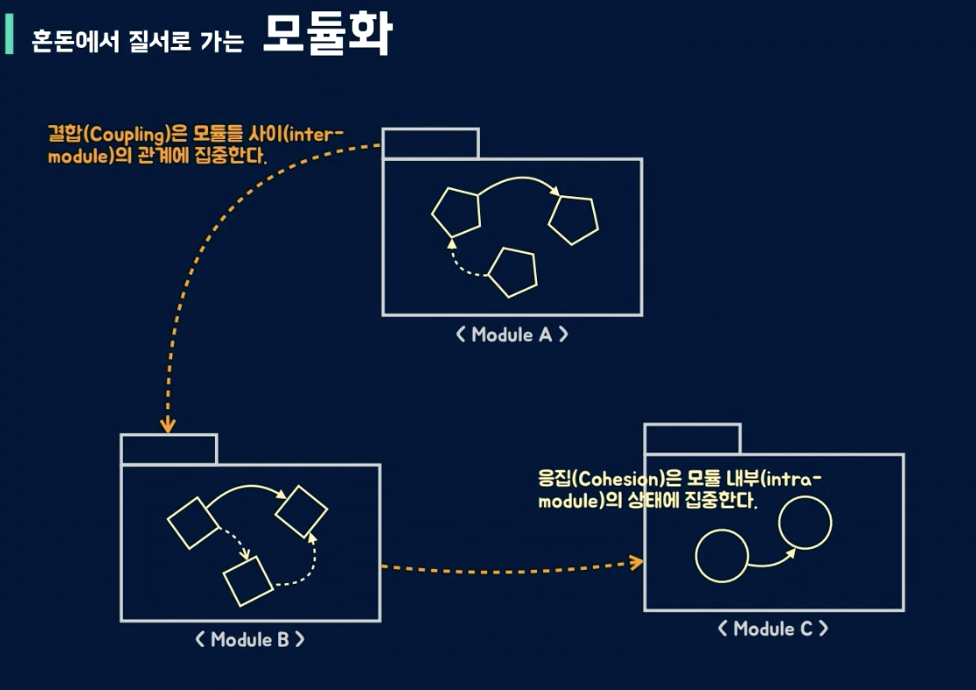 혼돈에서 질서로 가는 모듈화
결합(Coupling)은 모듈들 사이(inter-
module)의 관계에 집중한다.
< Module A >
응집(Cohesion)은 모듈 내부(intra-
module)의 상태에 집중한다.
< Module B >
< Module C >